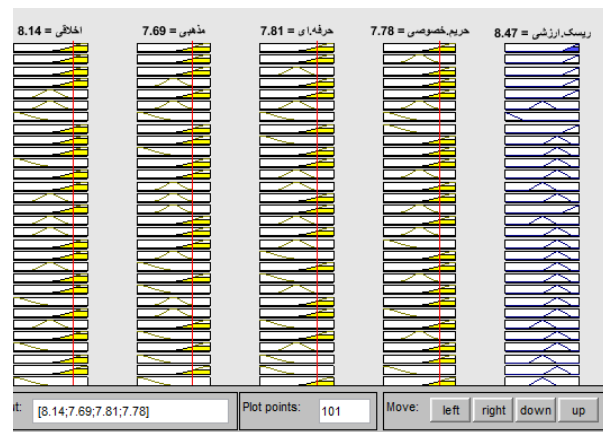 اخلاقی = 8.14
مذهبی = 7.69
حرفه.ای = 7.81
حریم.خصوصی = 7.78
ریسک.ارزشی = 8.47
ut: [8.14;7.69;7.81;7.78]
Plot points: 101
Move: left right down up